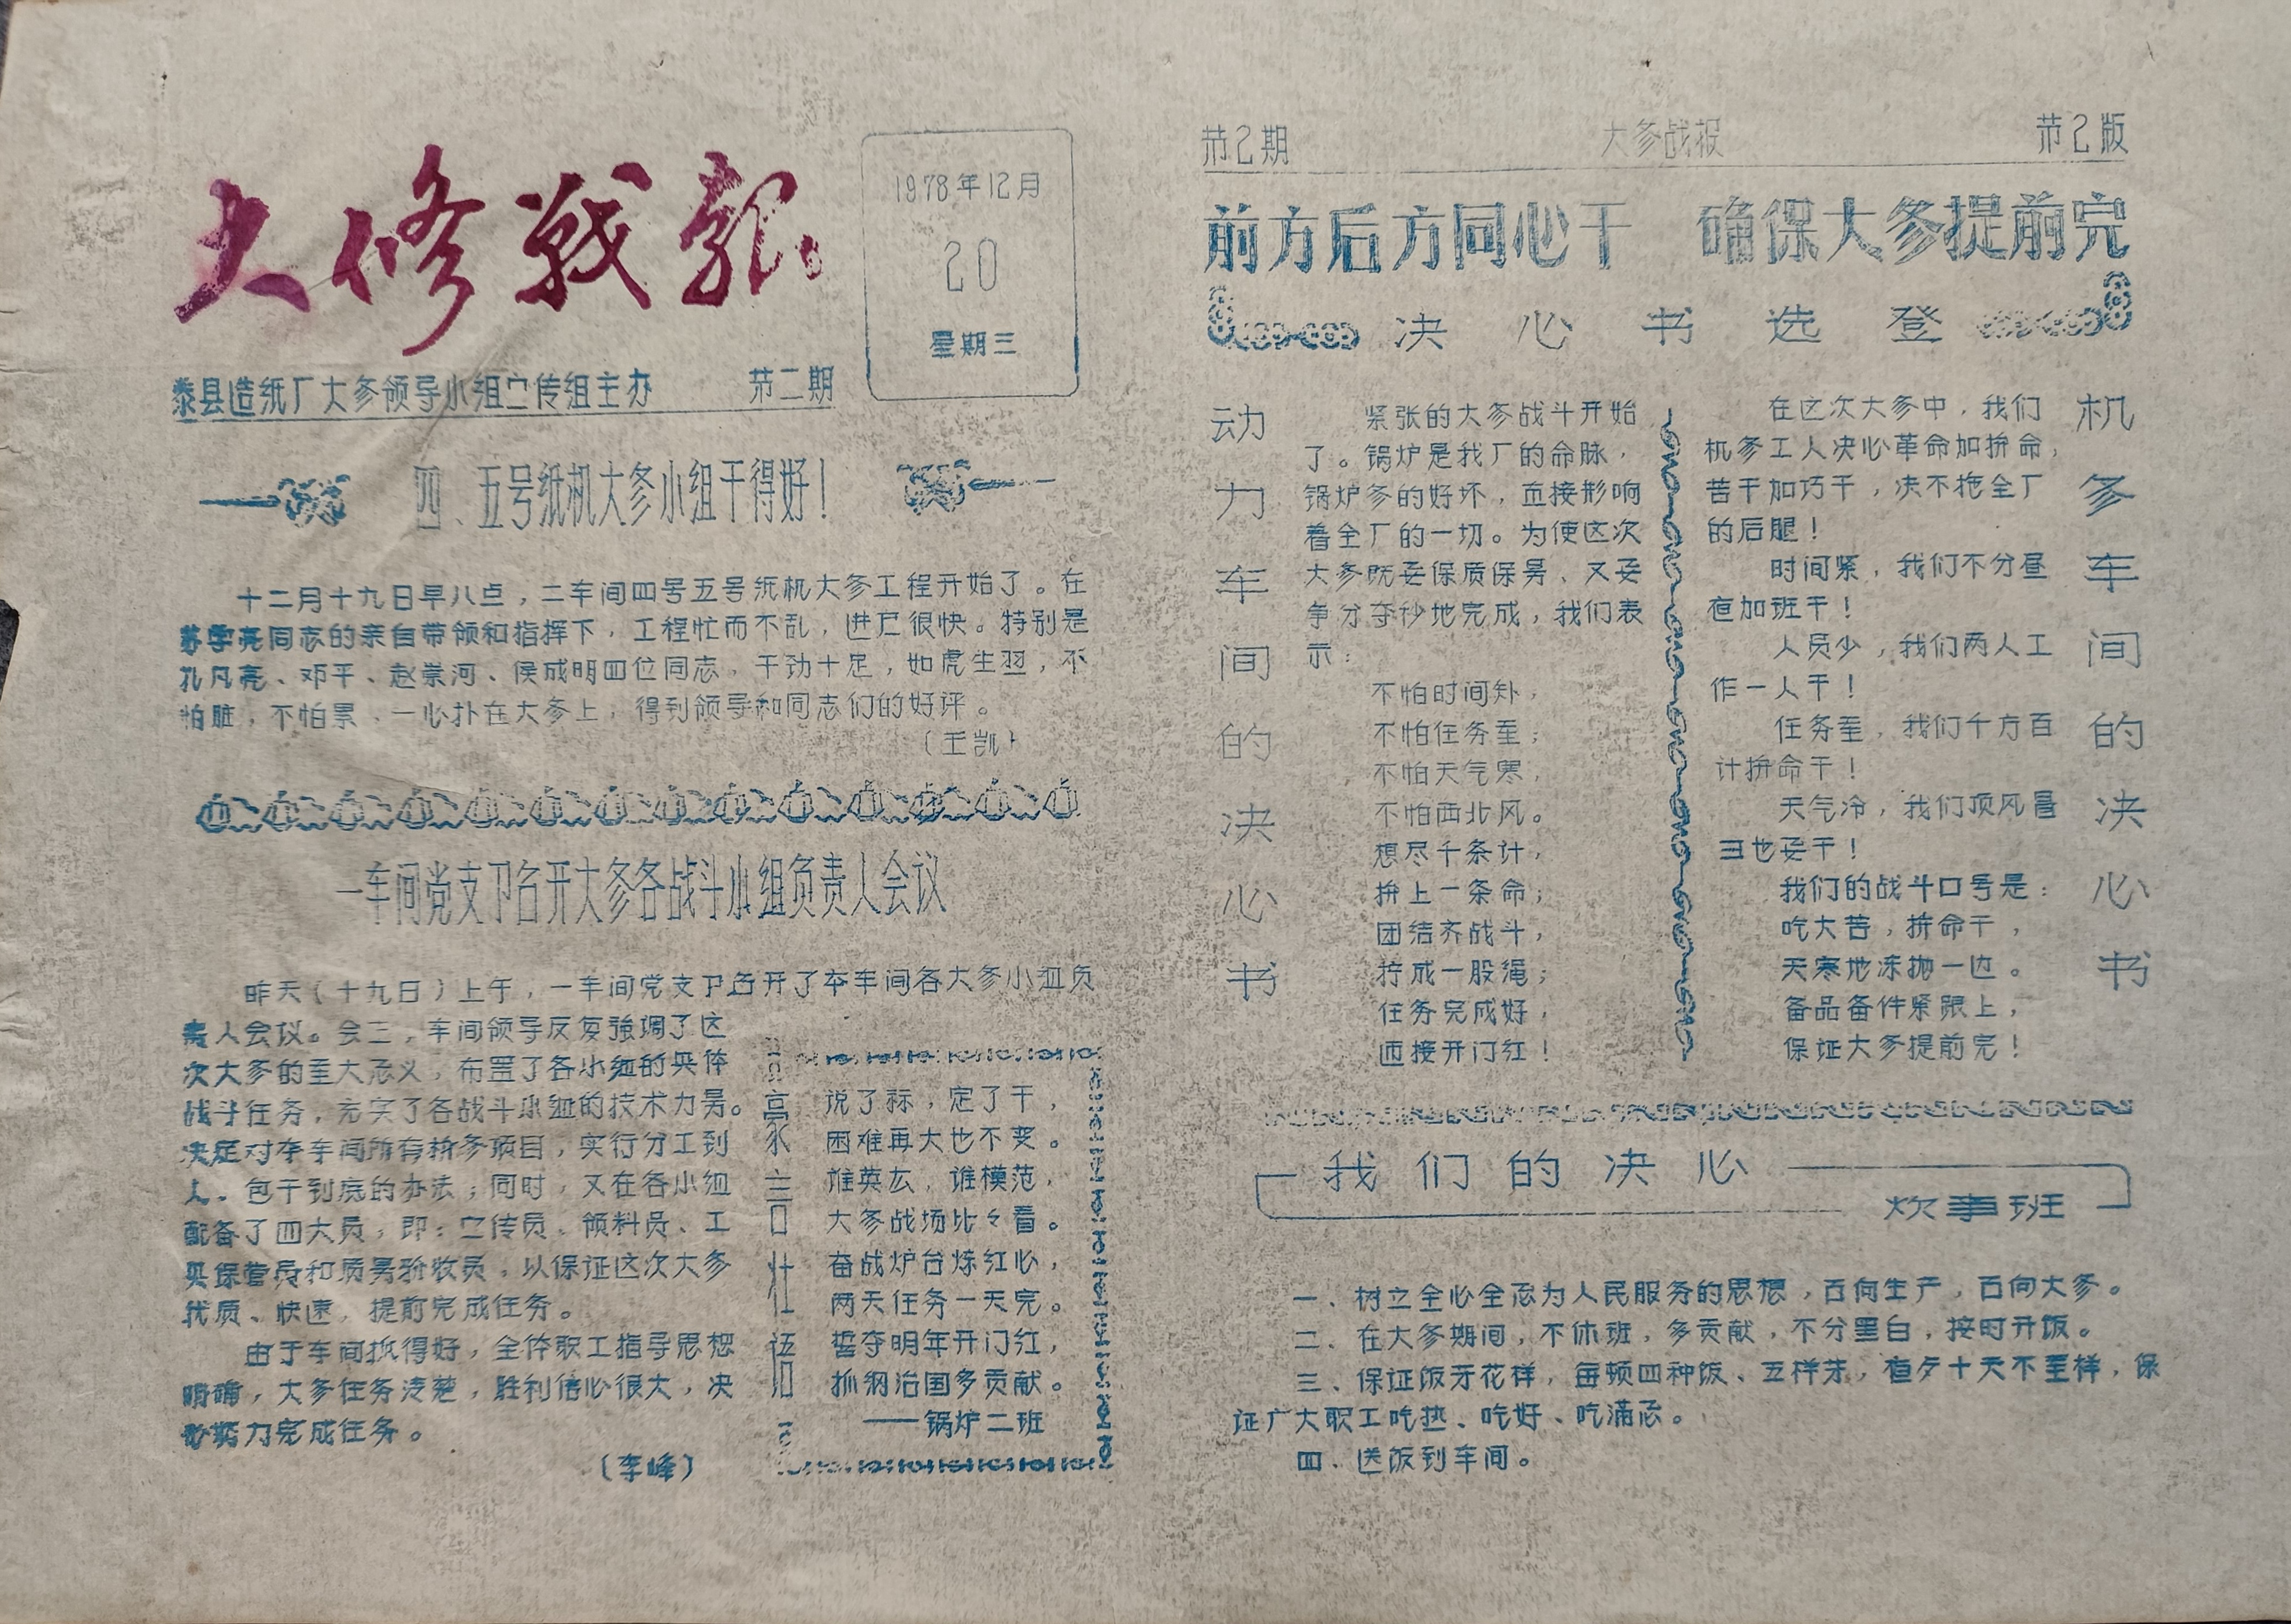 大修戰報
1978年12月
20
星期三
泰县造纸厂大修领导小组宣传组主办 第二期
四、五号纸机大修小组干得好！
十二月十九日早八点，二车间四号五号纸机大修工程开始了。在
苏学亮同志的亲自带领和指挥下，工程忙而不乱，进展很快。特别是
孔凡亮、邓平、赵崇河、侯成明四位同志，干劲十足，如虎生翌，不
怕脏，不怕累，一心扑在大修上，得到领导和同志们的好评。
（王凯）
一车间党支部召开大修各战斗小组负责人会议
昨天（十九日）上午，一车间党支部召开了本车间各大修小组负
责人会议。会上，车间领导反复强调了这
次大修的重大意义，布置了各小组的具体
战斗任务，充实了各战斗小组的技术力量。
决定对本车间所有检修项目，实行分工到
人、包干到底的办法；同时，又在各小组
配备了四大员，即：宣传员、领料员、工
具保管员和质量验收员，以保证这次大修
优质、快速，提前完成任务。
由于车间抓得好，全体职工指导思想
明确，大修任务清楚，胜利信心很大，决
心努力完成任务。
（李峰）
豪言壮语
说了标，定了干，
困难再大也不变。
谁英雄，谁模范，
大修战场比々看。
奋战炉台炼红心，
两天任务一天完。
誓夺明年开门红，
抓纲治国多贡献。
——锅炉二班
第2期 大修战报 第2版
前方后方同心干 确保大修提前完
决心书选登
动力车间的决心书
紧张的大修战斗开始
了。锅炉是我厂的命脉，
锅炉修的好坏，直接影响
着全厂的一切。为使这次
大修既要保质保量、又要
争分夺秒地完成，我们表
示：
不怕时间短，
不怕任务重；
不怕天气寒，
不怕西北风。
想尽千条计，
拚上一条命；
团结齐战斗，
拧成一股绳；
任务完成好，
迎接开门红！
机修车间的决心书
在这次大修中，我们
机修工人决心革命加拚命，
苦干加巧干，决不拖全厂
的后腿！
时间紧，我们不分昼
夜加班干！
人员少，我们两人工
作一人干！
任务重，我们千方百
计拚命干！
天气冷，我们顶风冒
雪也要干！
我们的战斗口号是：
吃大苦，拚命干，
天寒地冻抛一边。
备品备件紧跟上，
保证大修提前完！
我们的决心
炊事班
一、树立全心全意为人民服务的思想，面向生产，面向大修。
二、在大修期间，不休班，多贡献，不分黑白，按时开饭。
三、保证饭牙花样，每顿四种饭、五样菜，夜夕十天不重样，保
证广大职工吃热、吃好、吃满意。
四、送饭到车间。